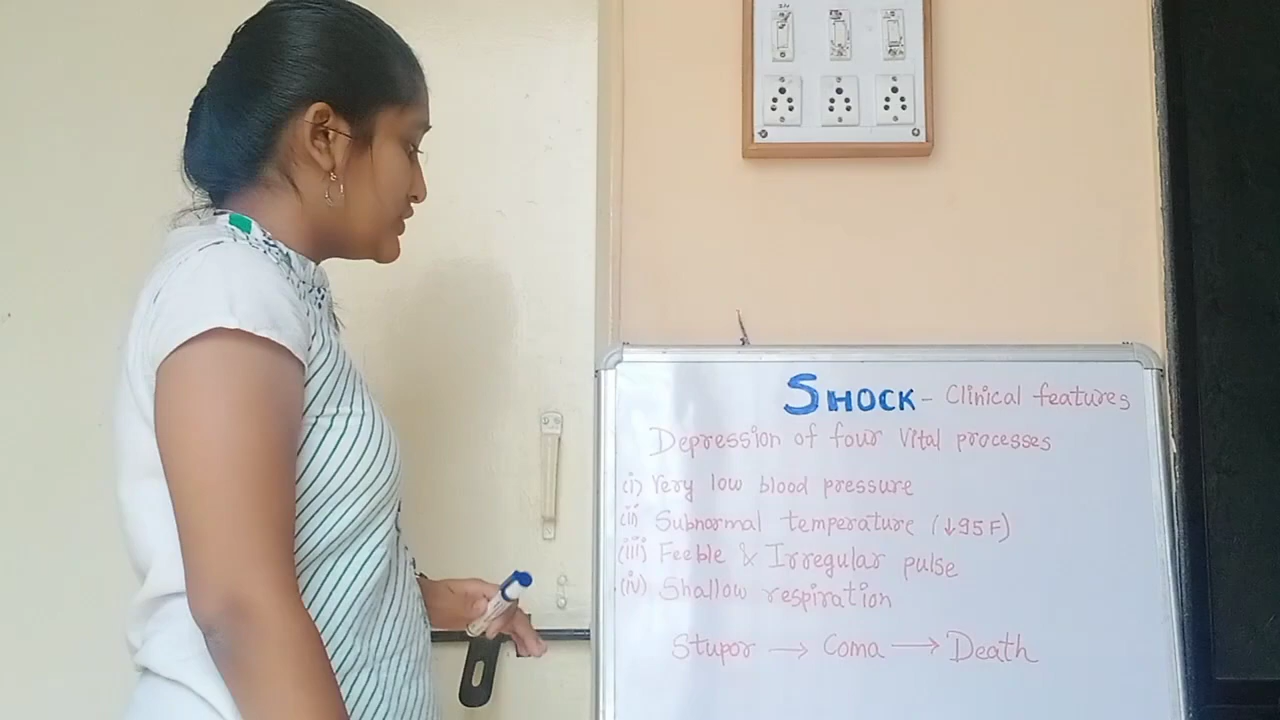 SHOCK - Clinical features
Depression of four Vital processes
(i) Very low blood pressure
(ii) Subnormal temperature (↓95F)
(iii) Feeble & Irregular pulse
(iv) Shallow respiration
Stupor → Coma → Death